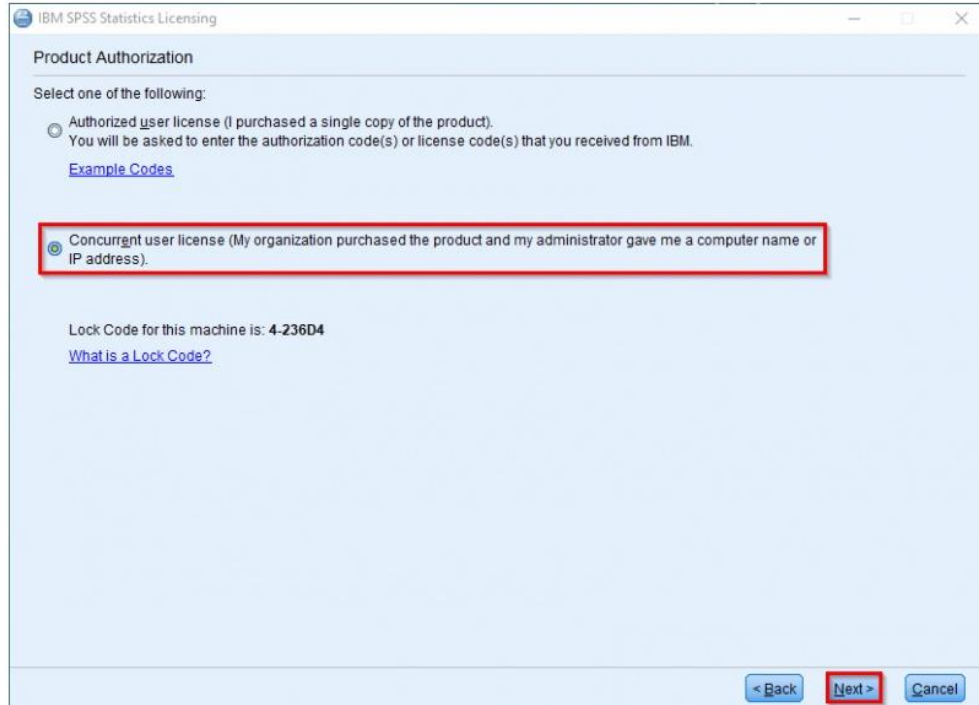 IBM SPSS Statistics Licensing
Product Authorization
Select one of the following:
Authorized user license (I purchased a single copy of the product).
You will be asked to enter the authorization code(s) or license code(s) that you received from IBM.
Example Codes
Concurrent user license (My organization purchased the product and my administrator gave me a computer name or
IP address).
Lock Code for this machine is: 4-236D4
What is a Lock Code?
< Back Next > Cancel